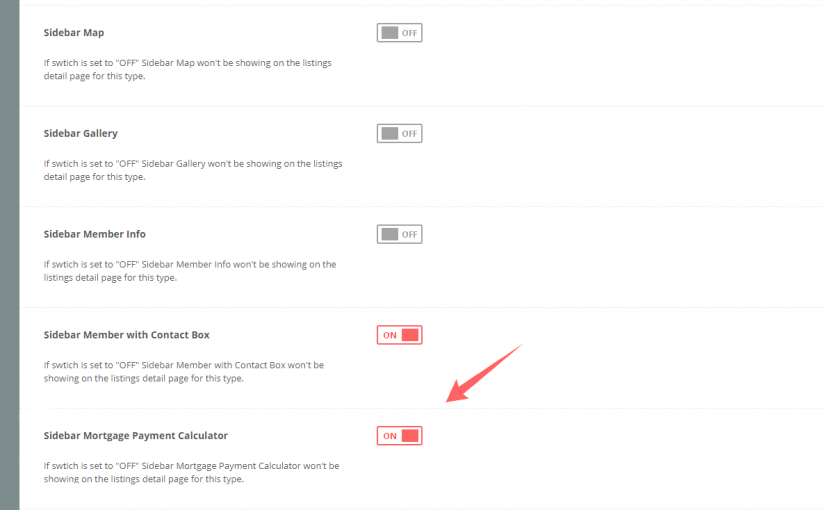 Sidebar Map
OFF
If swtich is set to "OFF" Sidebar Map won't be showing on the listings
detail page for this type.
Sidebar Gallery
OFF
If swtich is set to "OFF" Sidebar Gallery won't be showing on the listings
detail page for this type.
Sidebar Member Info
OFF
If swtich is set to "OFF" Sidebar Member Info won't be showing on the
listings detail page for this type.
Sidebar Member with Contact Box
ON
If swtich is set to "OFF" Sidebar Member with Contact Box won't be
showing on the listings detail page for this type.
Sidebar Mortgage Payment Calculator
ON
If swtich is set to "OFF" Sidebar Mortgage Payment Calculator won't be
showing on the listings detail page for this type.